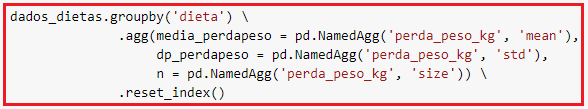 dados_dietas.groupby('dieta') \
.agg(media_perdapeso = pd.NamedAgg('perda_peso_kg', 'mean'),
dp_perdapeso = pd.NamedAgg('perda_peso_kg', 'std'),
n = pd.NamedAgg('perda_peso_kg', 'size')) \
.reset_index()